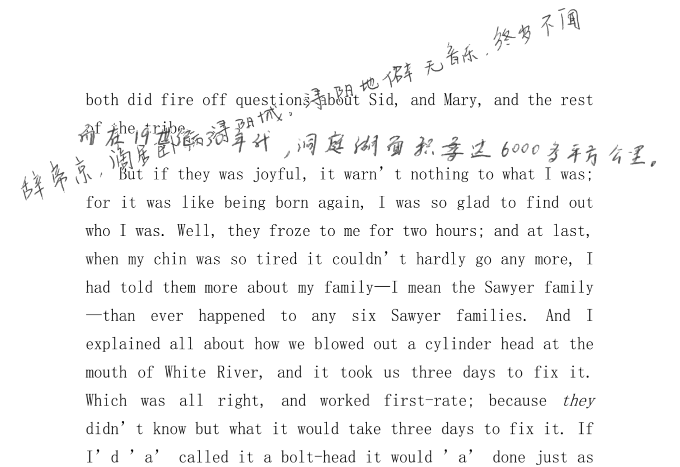 both did fire off questions about Sid, and Mary, and the rest
of the tribe.
辞帝京,谪居卧病浔阳城。浔阳地僻无音乐,终岁不闻
而在19世纪,洞庭湖面积要达6000多平方公里。
But if they was joyful, it warn't nothing to what I was;
for it was like being born again, I was so glad to find out
who I was. Well, they froze to me for two hours; and at last,
when my chin was so tired it couldn't hardly go any more, I
had told them more about my family—I mean the Sawyer family
—than ever happened to any six Sawyer families. And I
explained all about how we blowed out a cylinder head at the
mouth of White River, and it took us three days to fix it.
Which was all right, and worked first-rate; because they
didn't know but what it would take three days to fix it. If
I'd 'a' called it a bolt-head it would 'a' done just as